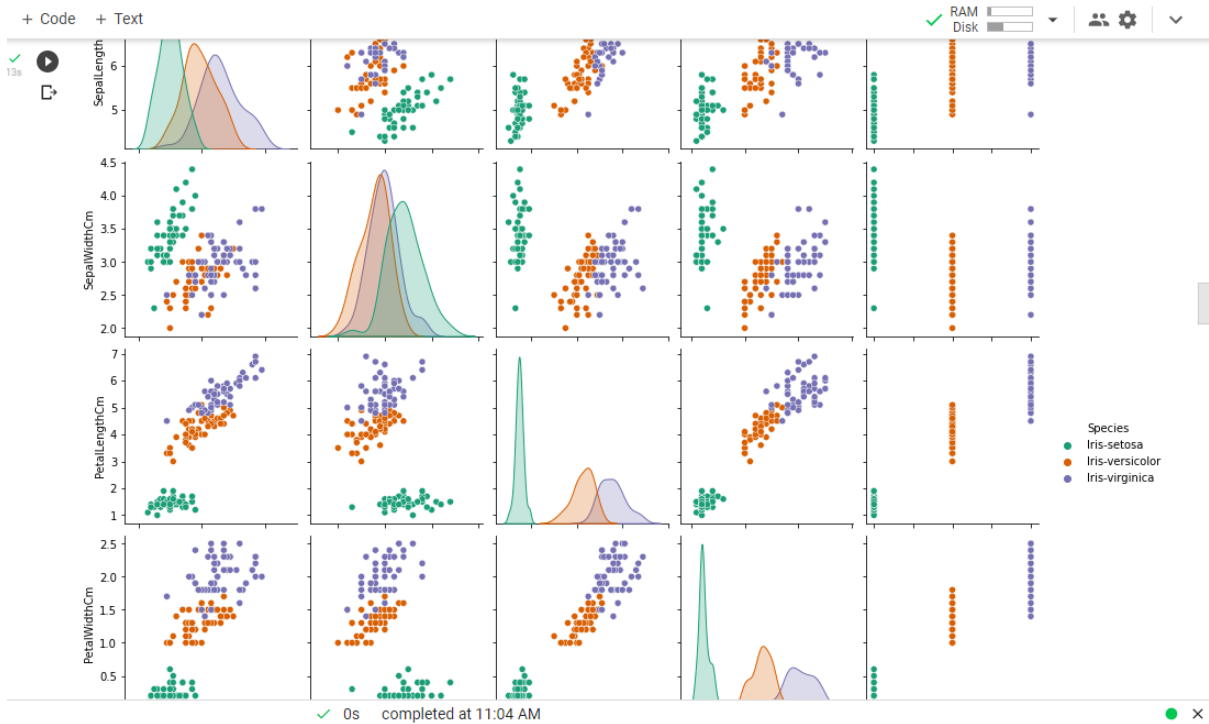 + Code + Text
RAM
Disk
13s
SepalLength
6
5
4.5
4.0
3.5
3.0
2.5
2.0
SepalWidthCm
7
6
5
4
3
2
1
PetalLengthCm
Species
Iris-setosa
Iris-versicolor
Iris-virginica
2.5
2.0
1.5
1.0
0.5
PetalWidthCm
0s completed at 11:04 AM